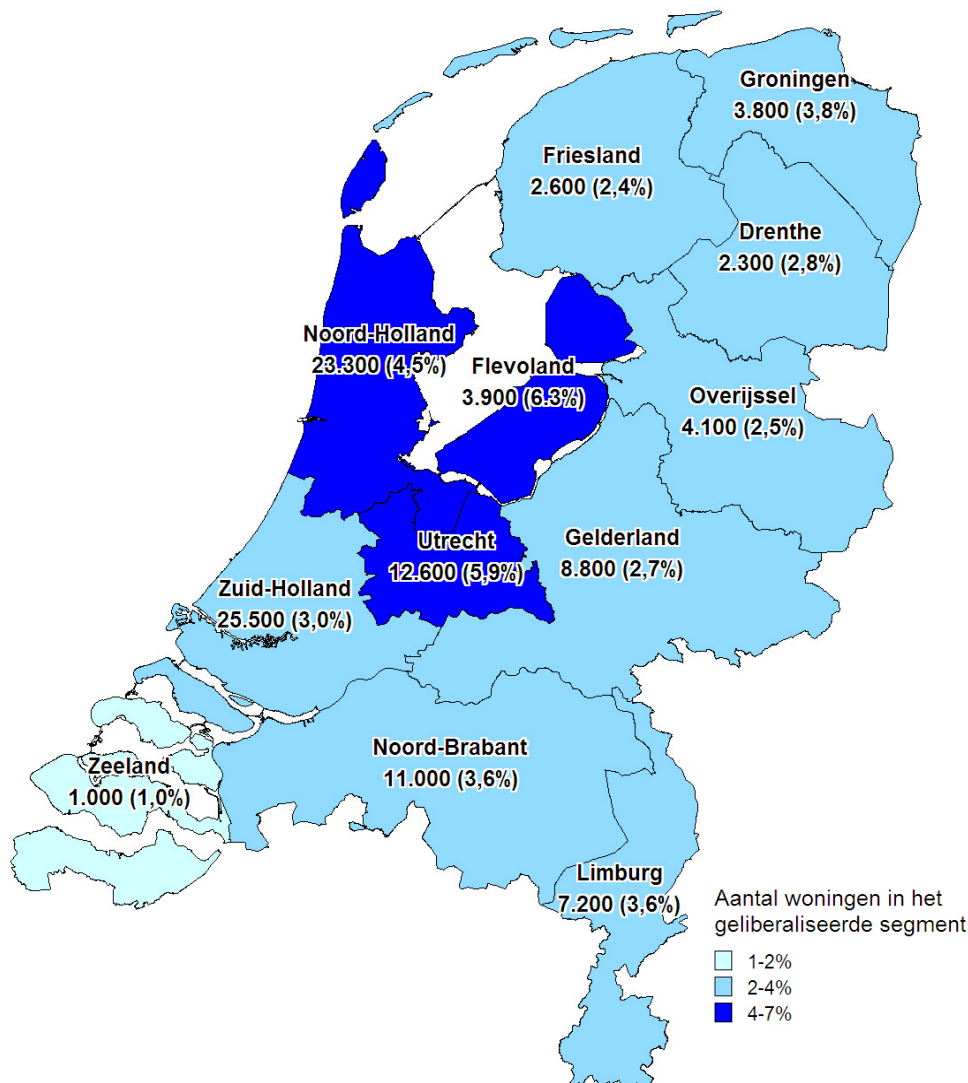 Groningen
3.800 (3,8%)
Friesland
2.600 (2,4%)
Drenthe
2.300 (2,8%)
Noord-Holland
23.300 (4,5%)
Flevoland
3.900 (6.3%)
Overijssel
4.100 (2,5%)
Utrecht
12.600 (5,9%)
Gelderland
8.800 (2,7%)
Zuid-Holland
25.500 (3,0%)
Noord-Brabant
11.000 (3,6%)
Zeeland
1.000 (1,0%)
Limburg
7.200 (3,6%)
Aantal woningen in het
geliberaliseerde segment
1-2%
2-4%
4-7%